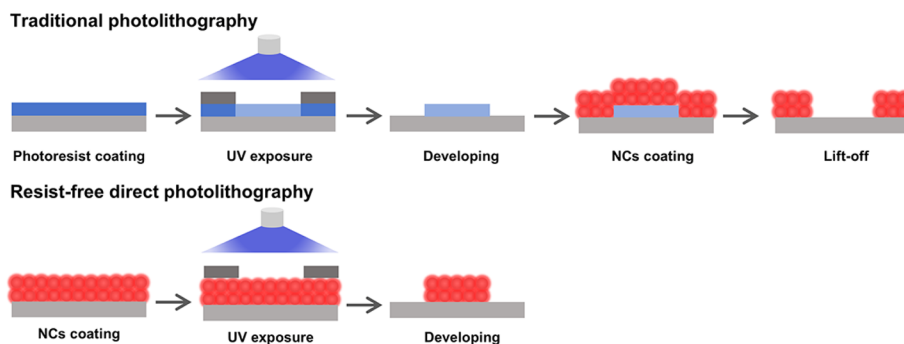 Traditional photolithography
Photoresist coating
UV exposure
Developing
NCs coating
Lift-off
Resist-free direct photolithography
NCs coating
UV exposure
Developing